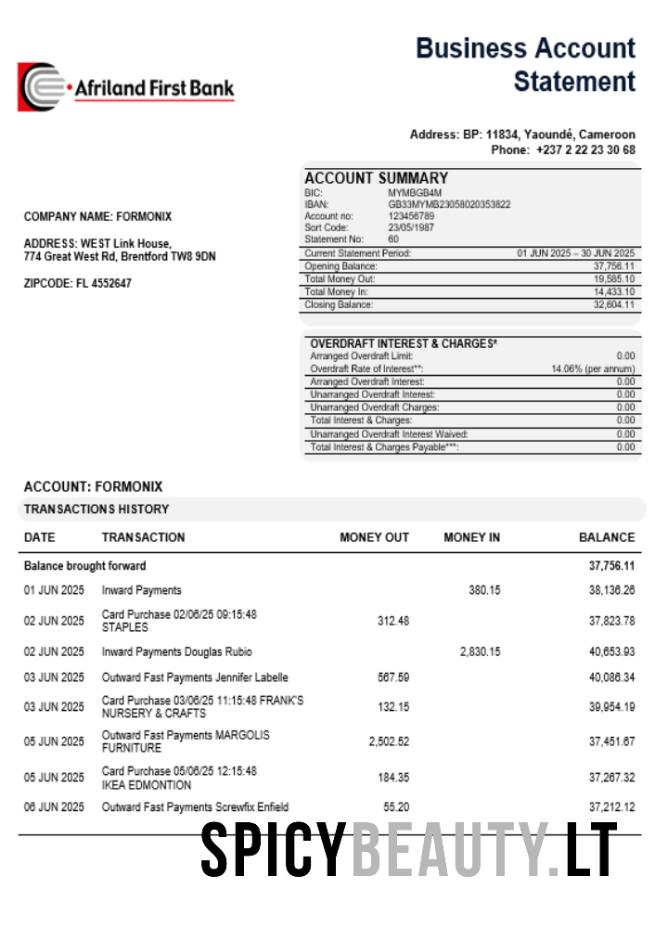 Business Account
Statement
Afriland First Bank
Address: BP: 11834, Yaoundé, Cameroon
Phone: +237 2 22 23 30 68
COMPANY NAME: FORMONIX
ADDRESS: WEST Link House,
774 Great West Rd, Brentford TW8 9DN
ZIPCODE: FL 4552647
ACCOUNT SUMMARY
BIC: MYMBGB4M
IBAN: GB33MYMB23058020353822
Account no: 123456789
Sort Code: 23/05/1987
Statement No: 60
Current Statement Period: 01 JUN 2025 – 30 JUN 2025
Opening Balance: 37,756.11
Total Money Out: 19,585.10
Total Money In: 14,433.10
Closing Balance: 32,604.11
OVERDRAFT INTEREST & CHARGES*
Arranged Overdraft Limit: 0.00
Overdraft Rate of Interest**: 14.06% (per annum)
Arranged Overdraft Interest: 0.00
Unarranged Overdraft Interest: 0.00
Unarranged Overdraft Charges: 0.00
Total Interest & Charges: 0.00
Unarranged Overdraft Interest Waived: 0.00
Total Interest & Charges Payable***: 0.00
ACCOUNT: FORMONIX
TRANSACTIONS HISTORY
DATE TRANSACTION MONEY OUT MONEY IN BALANCE
Balance brought forward 37,756.11
01 JUN 2025 Inward Payments 380.15 38,136.26
02 JUN 2025 Card Purchase 02/06/25 09:15:48
STAPLES 312.48 37,823.78
02 JUN 2025 Inward Payments Douglas Rubio 2,830.15 40,653.93
03 JUN 2025 Outward Fast Payments Jennifer Labelle 567.59 40,086.34
03 JUN 2025 Card Purchase 03/06/25 11:15:48 FRANK'S
NURSERY & CRAFTS 132.15 39,954.19
05 JUN 2025 Outward Fast Payments MARGOLIS
FURNITURE 2,502.52 37,451.67
05 JUN 2025 Card Purchase 05/06/25 12:15:48
IKEA EDMONTION 184.35 37,267.32
06 JUN 2025 Outward Fast Payments Screwfix Enfield 55.20 37,212.12
SPICYBEAUTY.LT